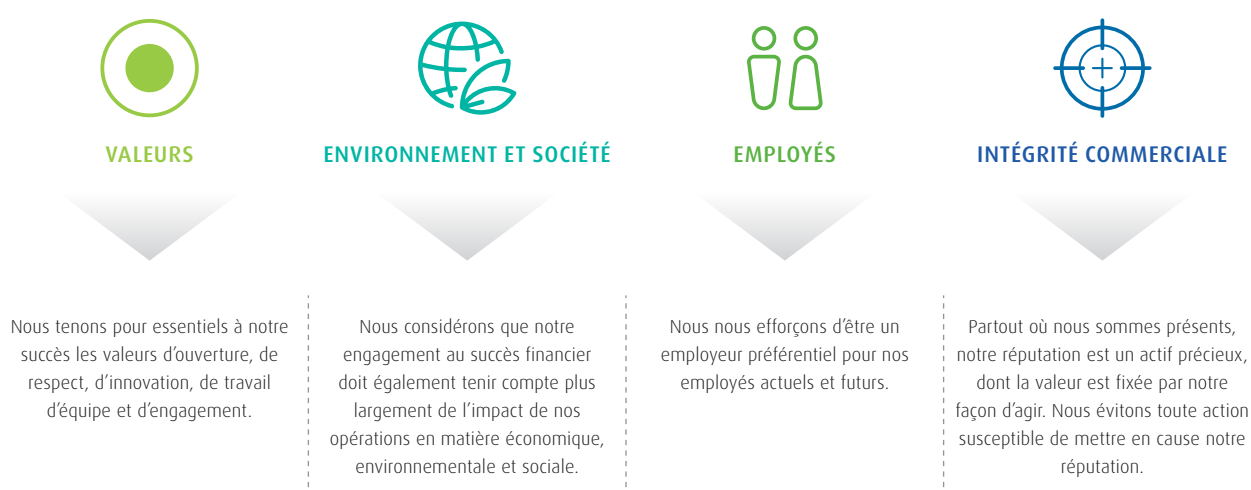 VALEURS
Nous tenons pour essentiels à notre
succès les valeurs d’ouverture, de
respect, d’innovation, de travail
d’équipe et d’engagement.
ENVIRONNEMENT ET SOCIÉTÉ
Nous considérons que notre
engagement au succès financier
doit également tenir compte plus
largement de l’impact de nos
opérations en matière économique,
environnementale et sociale.
EMPLOYÉS
Nous nous efforçons d’être un
employeur préférentiel pour nos
employés actuels et futurs.
INTÉGRITÉ COMMERCIALE
Partout où nous sommes présents,
notre réputation est un actif précieux,
dont la valeur est fixée par notre
façon d’agir. Nous évitons toute action
susceptible de mettre en cause notre
réputation.